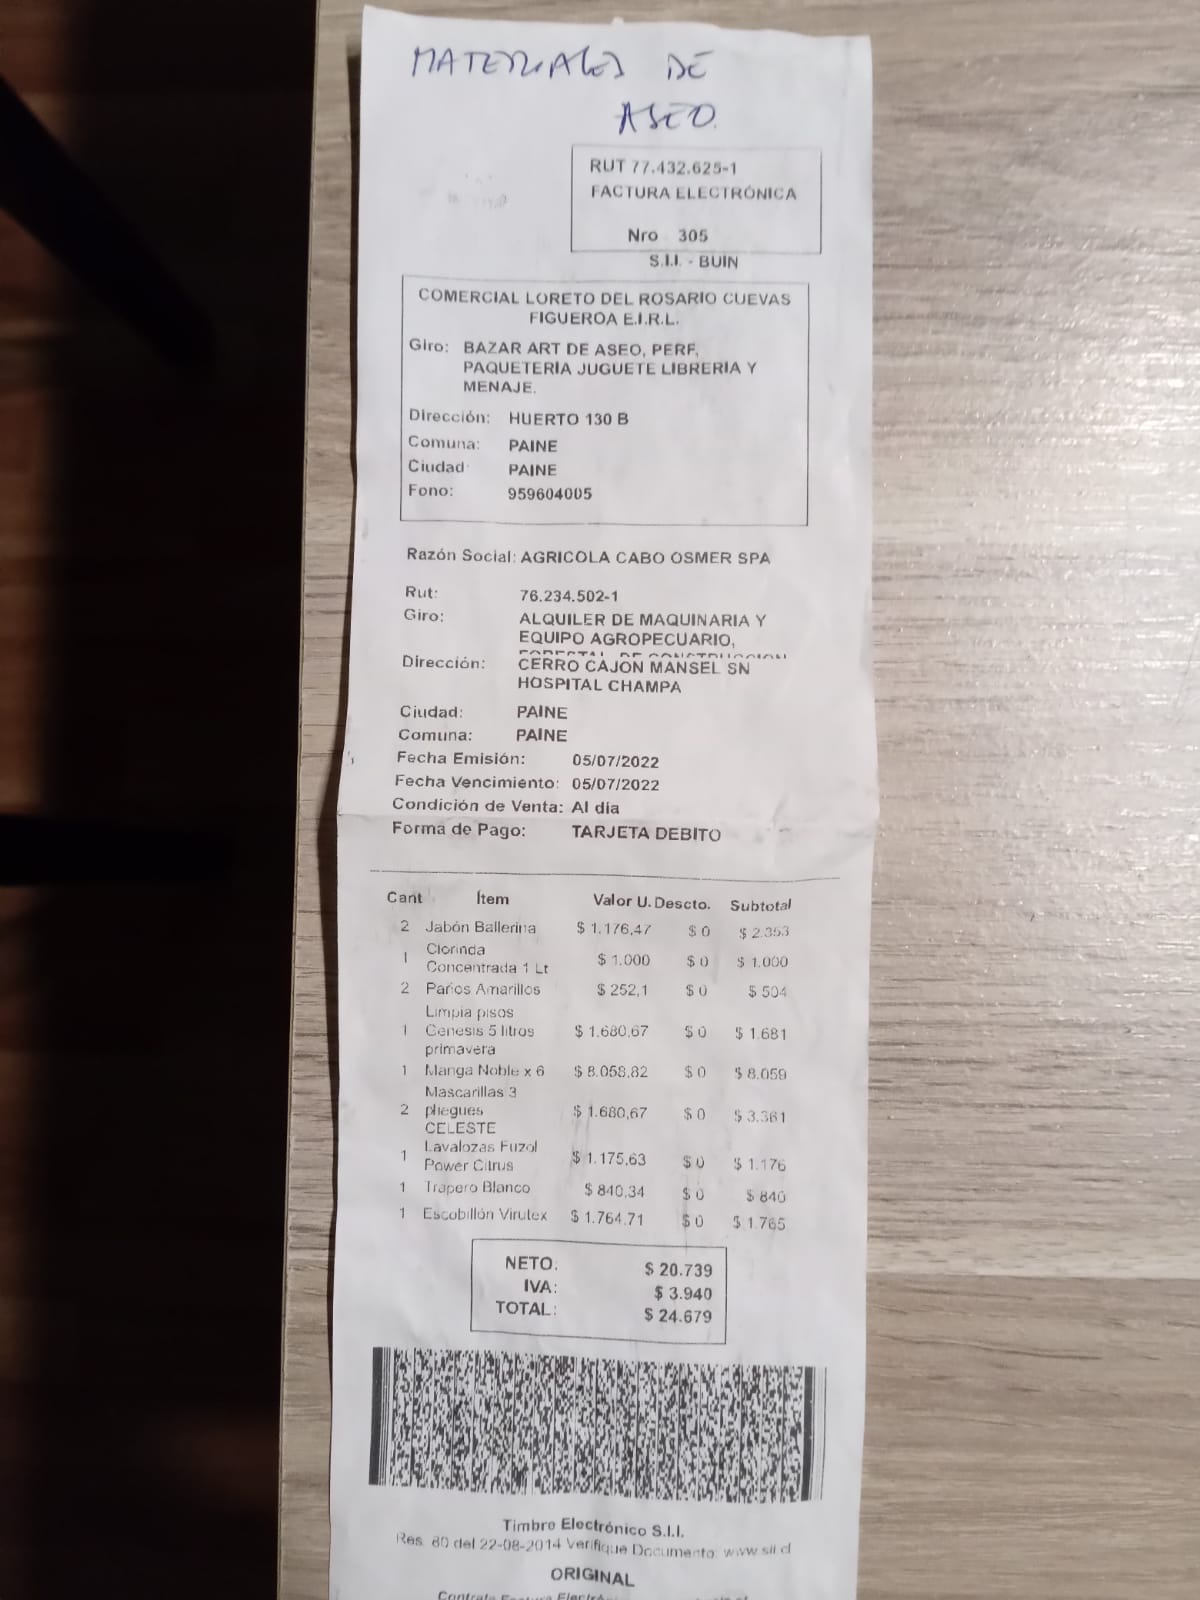 MATERIALES DE
ASEO.
RUT 77.432.625-1
FACTURA ELECTRÓNICA
Nro 305
S.I.I. - BUIN
COMERCIAL LORETO DEL ROSARIO CUEVAS
FIGUEROA E.I.R.L.
Giro: BAZAR ART DE ASEO, PERF,
PAQUETERIA JUGUETE LIBRERIA Y
MENAJE.
Dirección: HUERTO 130 B
Comuna: PAINE
Ciudad: PAINE
Fono: 959604005
Razón Social: AGRICOLA CABO OSMER SPA
Rut: 76.234.502-1
Giro: ALQUILER DE MAQUINARIA Y
EQUIPO AGROPECUARIO,
FORESTAL, DE CONSTRUCCION
Dirección: CERRO CAJON MANSEL SN
HOSPITAL CHAMPA
Ciudad: PAINE
Comuna: PAINE
Fecha Emisión: 05/07/2022
Fecha Vencimiento: 05/07/2022
Condición de Venta: Al dia
Forma de Pago: TARJETA DEBITO
Cant Ítem Valor U. Descto. Subtotal
2 Jabón Ballerina $ 1.176,47 $ 0 $ 2.353
Clorinda
1 Concentrada 1 Lt $ 1.000 $ 0 $ 1.000
2 Paños Amarillos $ 252,1 $ 0 $ 504
Limpia pisos
1 Genesis 5 litros $ 1.680,67 $ 0 $ 1.681
primavera
1 Manga Noble x 6 $ 8.058,82 $ 0 $ 8.059
Mascarillas 3
2 pliegues $ 1.680,67 $ 0 $ 3.361
CELESTE
Lavalozas Fuzol
1 Power Citrus $ 1.175,63 $ 0 $ 1.176
1 Trapero Blanco $ 840,34 $ 0 $ 840
1 Escobillón Virutex $ 1.764,71 $ 0 $ 1.765
NETO: $ 20.739
IVA: $ 3.940
TOTAL: $ 24.679
Timbre Electrónico S.I.I.
Res. 80 del 22-08-2014 Verifique Documento: www.sii.cl
ORIGINAL